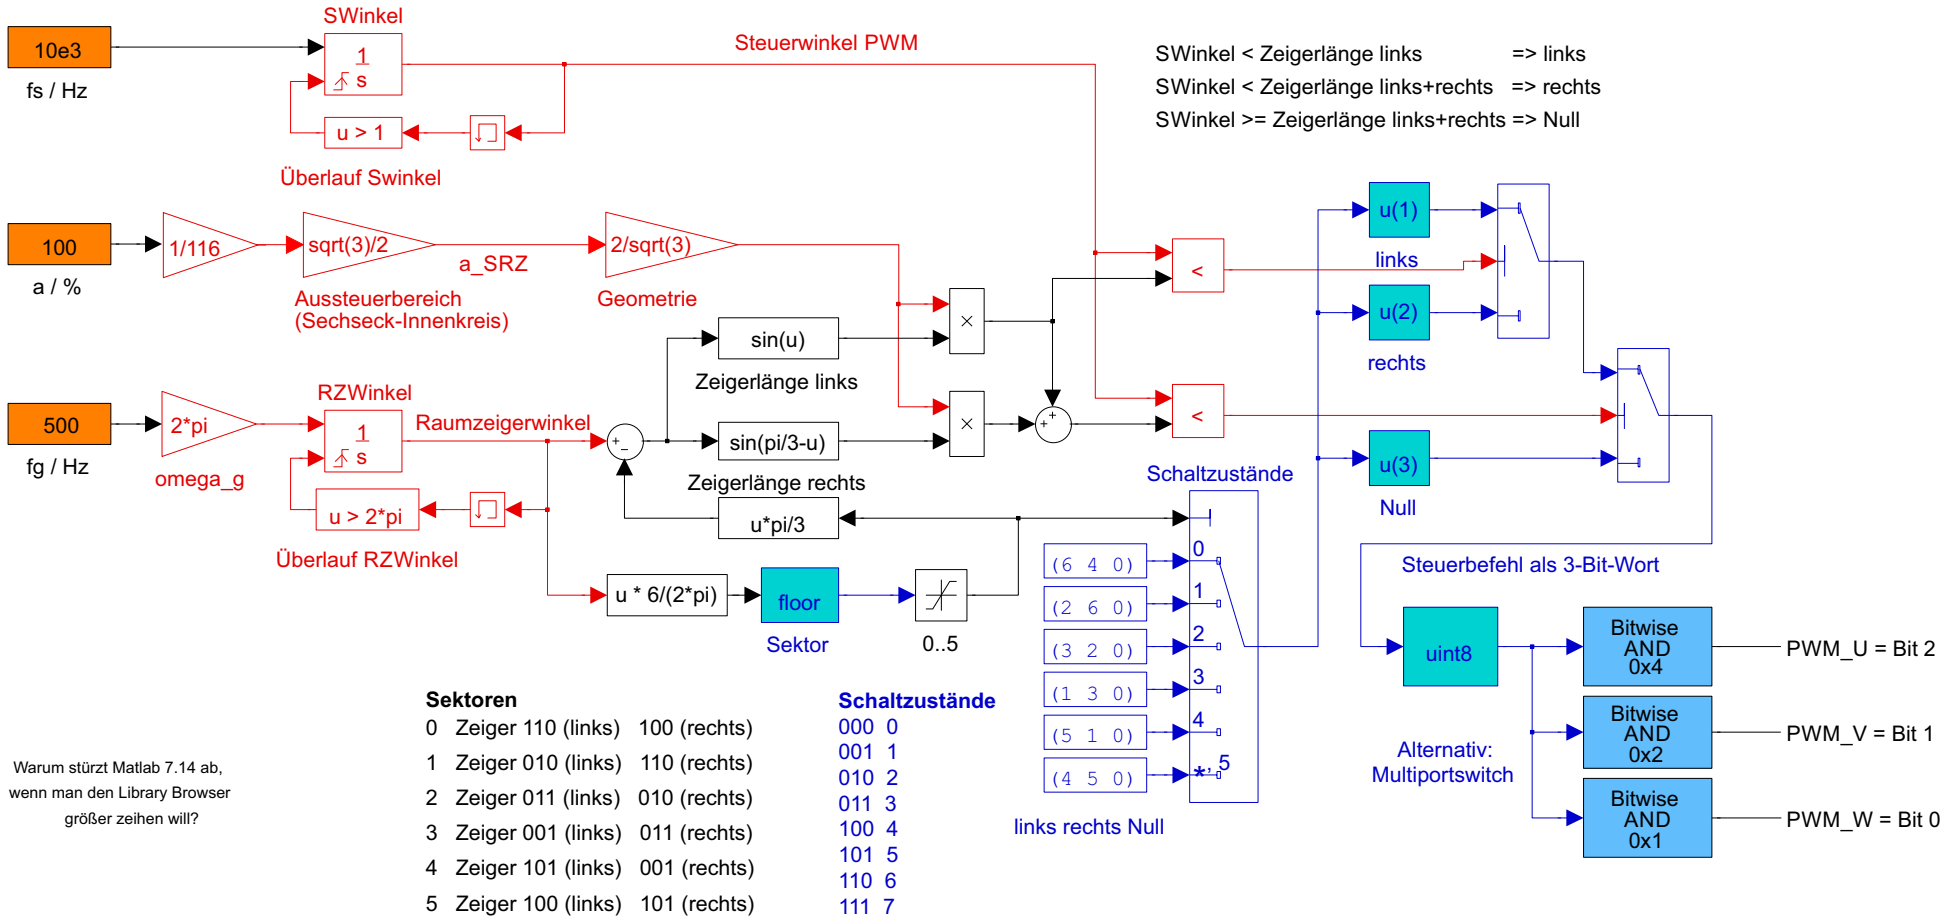 SWinkel
10e3
fs / Hz
1
s
u > 1
Überlauf Swinkel
Steuerwinkel PWM
SWinkel < Zeigerlänge links => links
SWinkel < Zeigerlänge links+rechts => rechts
SWinkel >= Zeigerlänge links+rechts => Null
100
a / %
1/116
sqrt(3)/2
a_SRZ
Aussteuerbereich
(Sechseck-Innenkreis)
2/sqrt(3)
Geometrie
×
<
u(1)
links
u(2)
rechts
sin(u)
Zeigerlänge links
500
fg / Hz
2*pi
omega_g
RZWinkel
1
s
Raumzeigerwinkel
u > 2*pi
Überlauf RZWinkel
+
−
sin(pi/3-u)
Zeigerlänge rechts
×
+
+
<
u*pi/3
u * 6/(2*pi)
floor
Sektor
0..5
u(3)
Null
Schaltzustände
(6 4 0) 0
(2 6 0) 1
(3 2 0) 2
(1 3 0) 3
(5 1 0) 4
(4 5 0) *, 5
links rechts Null
Steuerbefehl als 3-Bit-Wort
uint8
Bitwise
AND
0x4
PWM_U = Bit 2
Bitwise
AND
0x2
PWM_V = Bit 1
Bitwise
AND
0x1
PWM_W = Bit 0
Alternativ:
Multiportswitch
Sektoren
0 Zeiger 110 (links) 100 (rechts)
1 Zeiger 010 (links) 110 (rechts)
2 Zeiger 011 (links) 010 (rechts)
3 Zeiger 001 (links) 011 (rechts)
4 Zeiger 101 (links) 001 (rechts)
5 Zeiger 100 (links) 101 (rechts)
Schaltzustände
000 0
001 1
010 2
011 3
100 4
101 5
110 6
111 7
Warum stürzt Matlab 7.14 ab,
wenn man den Library Browser
größer zeihen will?